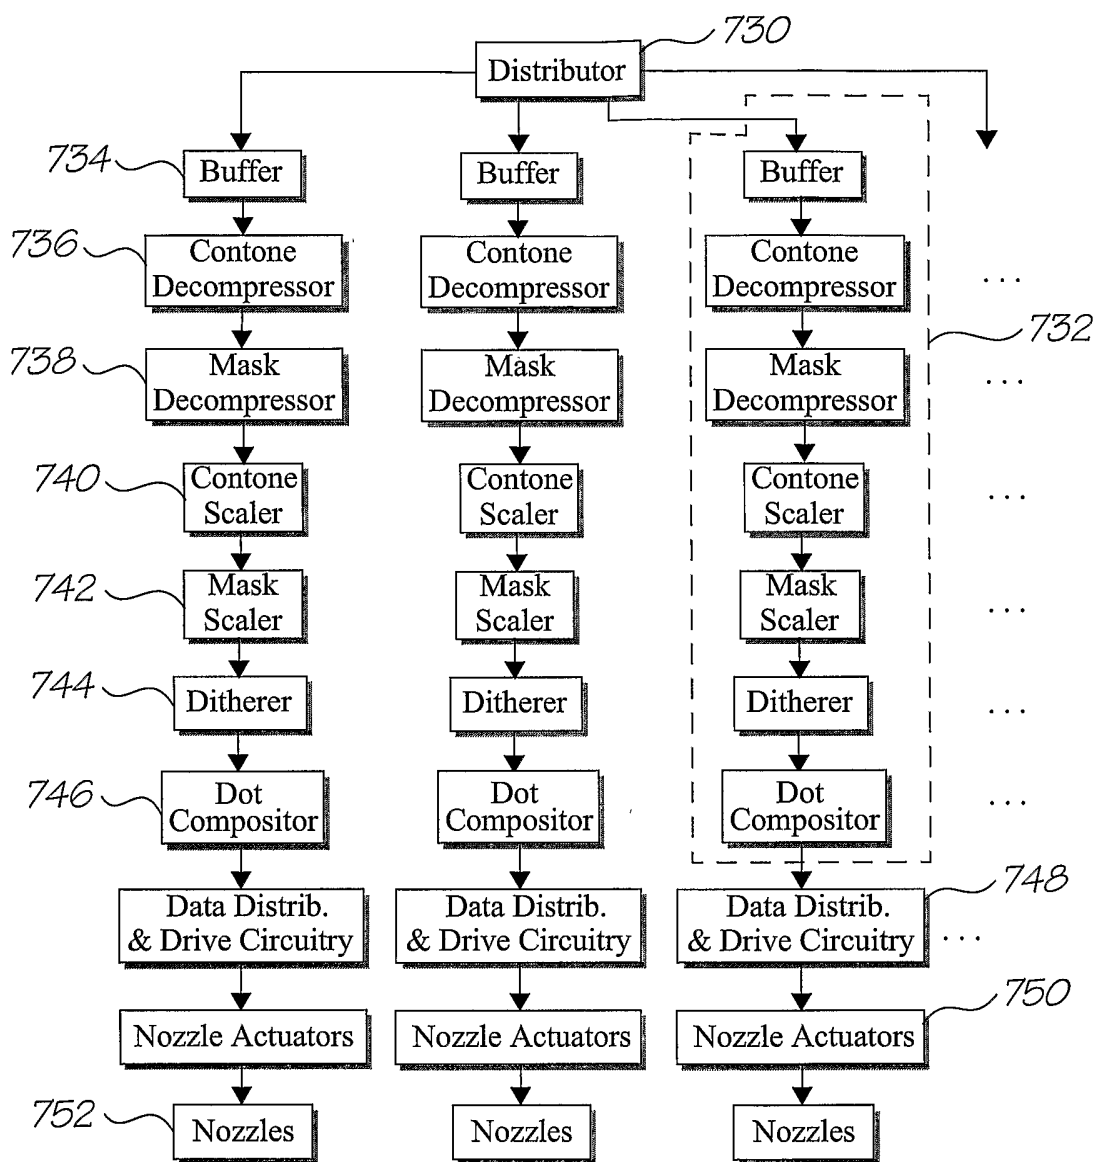 730
Distributor
734
Buffer
Buffer
Buffer
736
Contone
Decompressor
Contone
Decompressor
Contone
Decompressor
. . .
732
738
Mask
Decompressor
Mask
Decompressor
Mask
Decompressor
. . .
740
Contone
Scaler
Contone
Scaler
Contone
Scaler
. . .
742
Mask
Scaler
Mask
Scaler
Mask
Scaler
. . .
744
Ditherer
Ditherer
Ditherer
. . .
746
Dot
Compositor
Dot
Compositor
Dot
Compositor
. . .
748
Data Distrib.
& Drive Circuitry
Data Distrib.
& Drive Circuitry
Data Distrib.
& Drive Circuitry
. . .
750
Nozzle Actuators
Nozzle Actuators
Nozzle Actuators
752
Nozzles
Nozzles
Nozzles